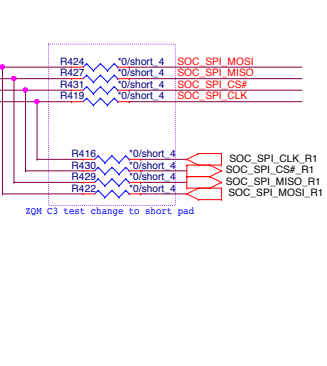 R424 *0/short_4 SOC_SPI_MOSI
R427 *0/short_4 SOC_SPI_MISO
R431 *0/short_4 SOC_SPI_CS#
R419 *0/short_4 SOC_SPI_CLK
R416 *0/short_4 SOC_SPI_CLK_R1
R430 *0/short_4 SOC_SPI_CS#_R1
R429 *0/short_4 SOC_SPI_MISO_R1
R422 *0/short_4 SOC_SPI_MOSI_R1
ZQM C3 test change to short pad